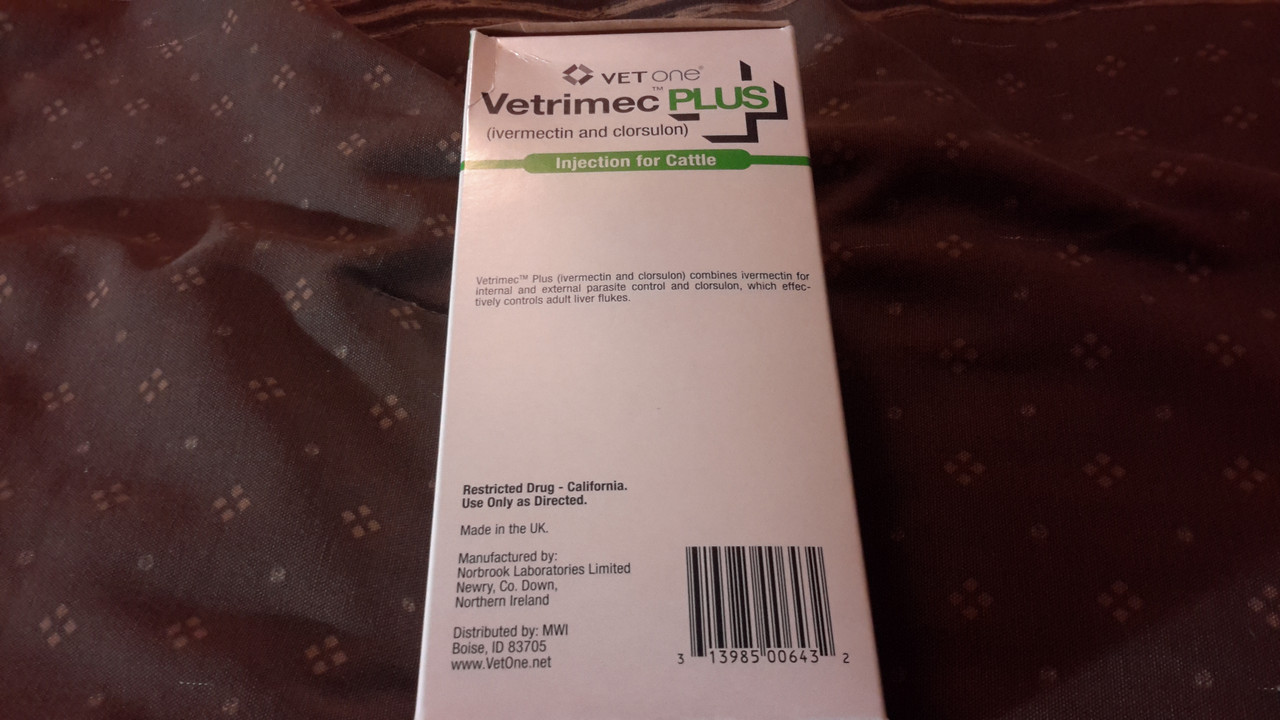 VET ONE®
Vetrimec™ PLUS
(ivermectin and clorsulon)
Injection for Cattle
Vetrimec™ Plus (ivermectin and clorsulon) combines ivermectin for
internal and external parasite control and clorsulon, which effec-
tively controls adult liver flukes.
Restricted Drug - California.
Use Only as Directed.
Made in the UK.
Manufactured by:
Norbrook Laboratories Limited
Newry, Co. Down,
Northern Ireland
Distributed by: MWI
Boise, ID 83705
www.VetOne.net
3 13985 00643 2